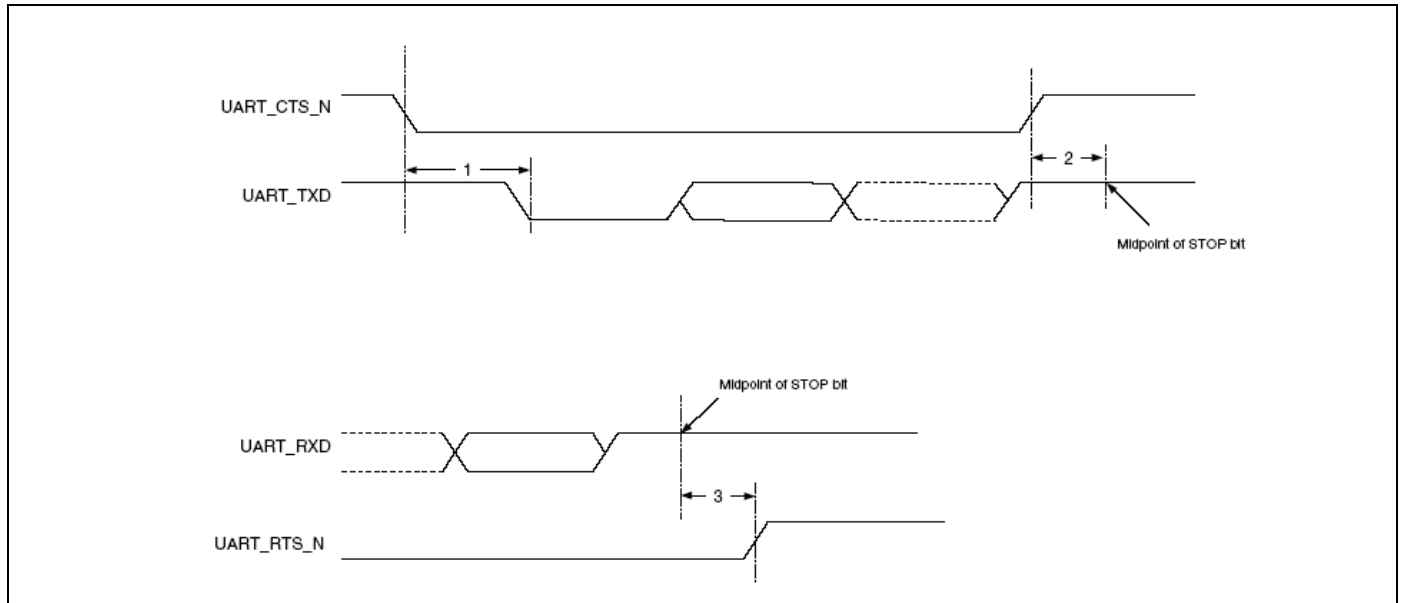 UART_CTS_N
1
2
UART_TXD
Midpoint of STOP bit
Midpoint of STOP bit
UART_RXD
3
UART_RTS_N